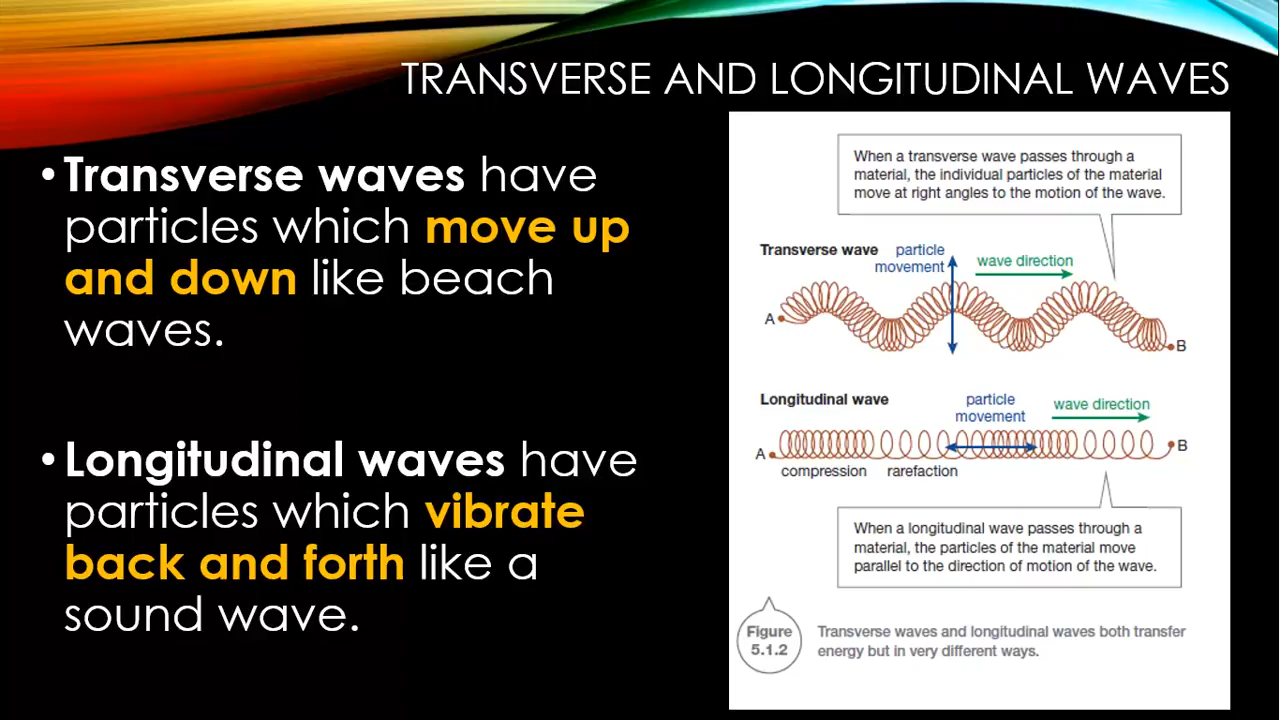 TRANSVERSE AND LONGITUDINAL WAVES
• Transverse waves have
particles which move up
and down like beach
waves.
• Longitudinal waves have
particles which vibrate
back and forth like a
sound wave.
When a transverse wave passes through a
material, the individual particles of the material
move at right angles to the motion of the wave.
Transverse wave
particle
movement
wave direction
A
B
Longitudinal wave
particle
movement
wave direction
A
B
compression
rarefaction
When a longitudinal wave passes through a
material, the particles of the material move
parallel to the direction of motion of the wave.
Figure
5.1.2
Transverse waves and longitudinal waves both transfer
energy but in very different ways.